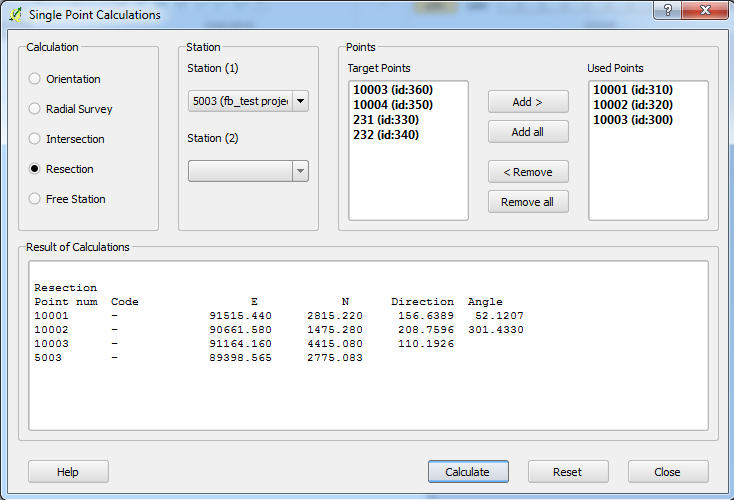 Single Point Calculations
Calculation
Orientation
Radial Survey
Intersection
Resection
Free Station
Station
Station (1)
5003 (fb_test proje
Station (2)
Points
Target Points
10003 (id:360)
10004 (id:350)
231 (id:330)
232 (id:340)
Add >
Add all
< Remove
Remove all
Used Points
10001 (id:310)
10002 (id:320)
10003 (id:300)
Result of Calculations
Resection
Point num  Code                E            N      Direction  Angle
10001      -            91515.440     2815.220     156.6389   52.1207
10002      -            90661.580     1475.280     208.7596  301.4330
10003      -            91164.160     4415.080     110.1926
5003       -            89398.565     2775.083
Help
Calculate
Reset
Close